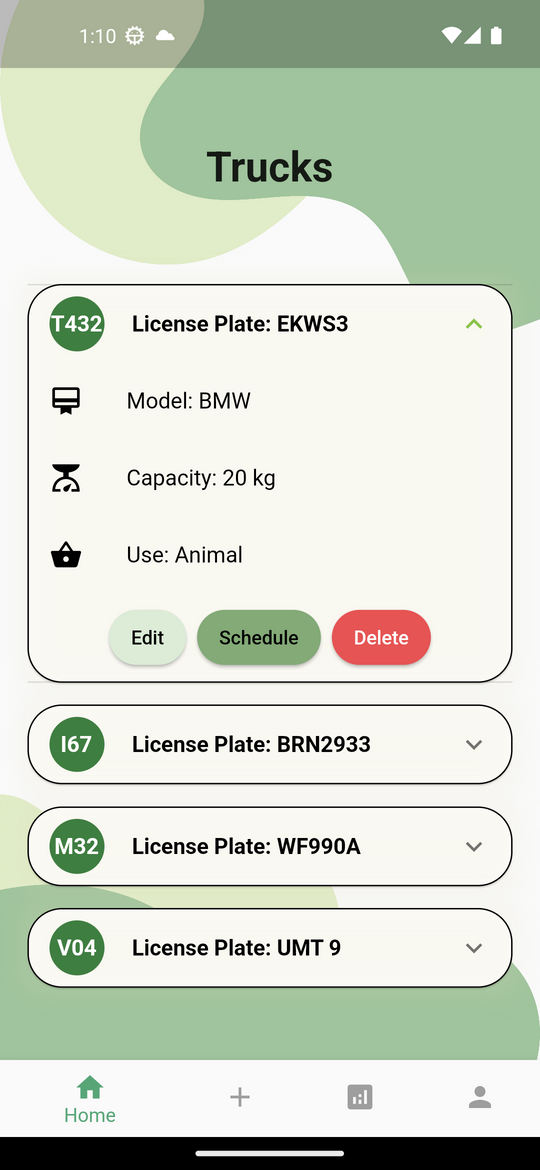 1:10
Trucks
T432 License Plate: EKWS3
Model: BMW
Capacity: 20 kg
Use: Animal
Edit Schedule Delete
I67 License Plate: BRN2933
M32 License Plate: WF990A
V04 License Plate: UMT 9
Home